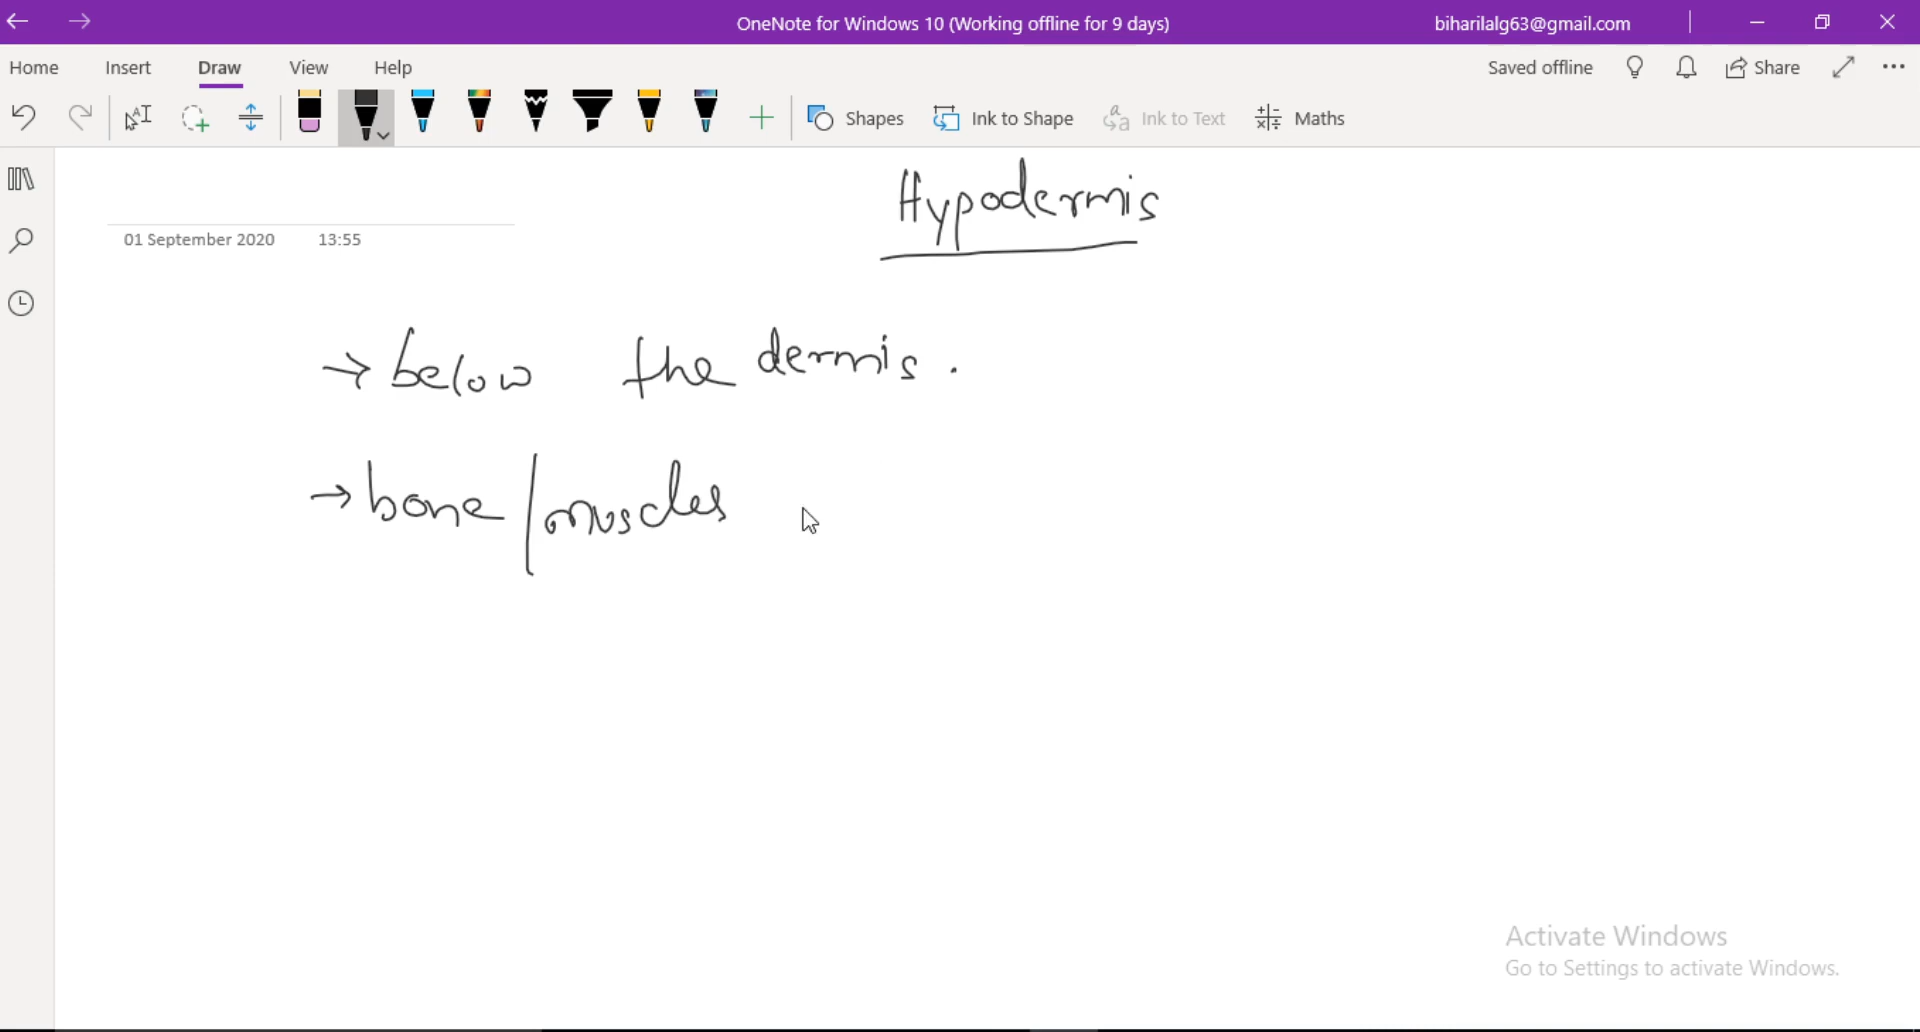 OneNote for Windows 10 (Working offline for 9 days)
biharilalg63@gmail.com
Home Insert Draw View Help
Saved offline Share
Shapes Ink to Shape Ink to Text Maths
Hypodermis
01 September 2020 13:55
→ below the dermis .
→ bone / muscles
Activate Windows
Go to Settings to activate Windows.